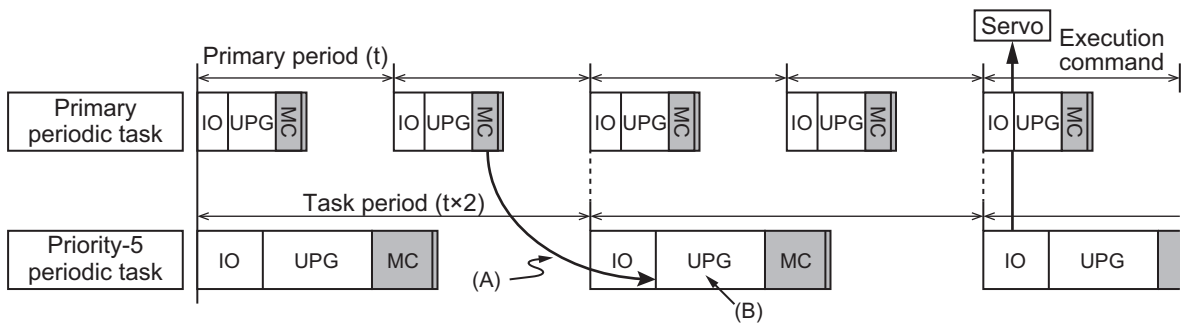 Servo
Primary period (t)
Execution
command
Primary
periodic task
IO UPG MC
IO UPG MC
IO UPG MC
IO UPG MC
IO UPG MC
Task period (t×2)
Priority-5
periodic task
IO UPG MC
IO UPG MC
IO UPG
(A)
(B)